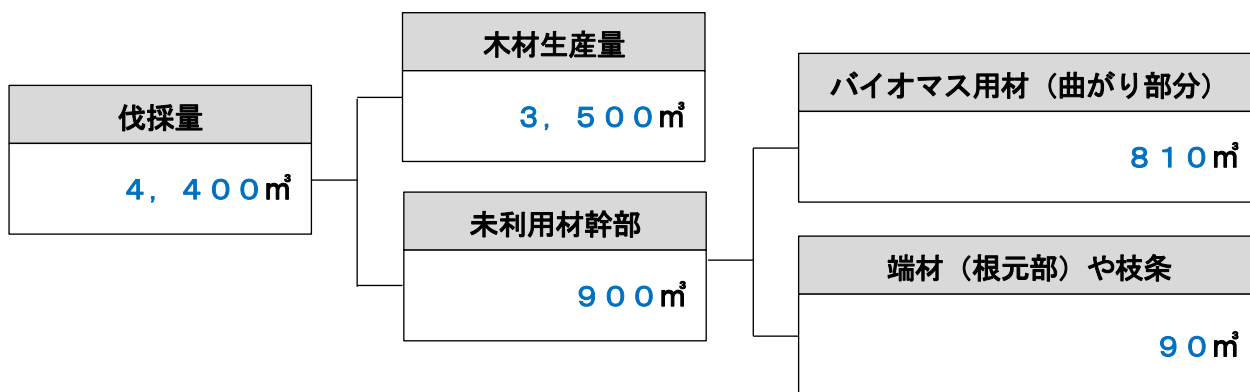 伐採量
4,400㎥
木材生産量
3,500㎥
未利用材幹部
900㎥
バイオマス用材（曲がり部分）
810㎥
端材（根元部）や枝条
90㎥